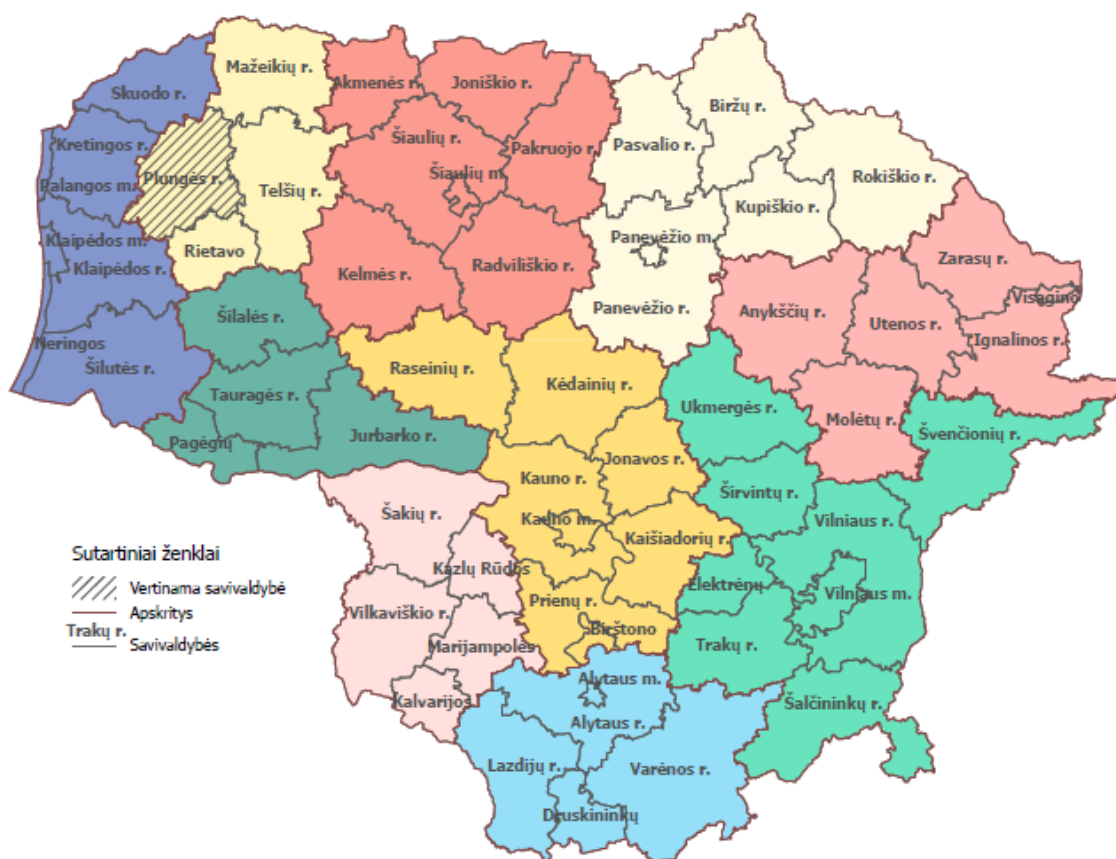 Mažeikių r.
Skuodo r.
Akmenės r.
Joniškio r.
Biržų r.
Kretingos r.
Šiaulių r.
Pakruojo r.
Pasvalio r.
Plungės r.
Palangos m.
Telšių r.
Šiaulių m.
Rokiškio r.
Kupiškio r.
Klaipėdos m.
Rietavo
Panevėžio m.
Zarasų r.
Klaipėdos r.
Kelmės r.
Radviliškio r.
Visagino
Šilalės r.
Panevėžio r.
Anykščių r.
Utenos r.
Ignalinos r.
Neringos
Šilutės r.
Raseinių r.
Kėdainių r.
Tauragės r.
Ukmergės r.
Molėtų r.
Pagėgių
Jurbarko r.
Švenčionių r.
Jonavos r.
Kauno r.
Širvintų r.
Šakių r.
Kauno m.
Vilniaus r.
Kaišiadorių r.
Kazlų Rūdos
Elektrėnų
Vilniaus m.
Prienų r.
Vilkaviškio r.
Birštono
Marijampolės
Trakų r.
Alytaus m.
Kalvarijos
Šalčininkų r.
Alytaus r.
Lazdijų r.
Varėnos r.
Druskininkų
Sutartiniai ženklai
Vertinama savivaldybė
Apskritys
Trakų r.
Savivaldybės